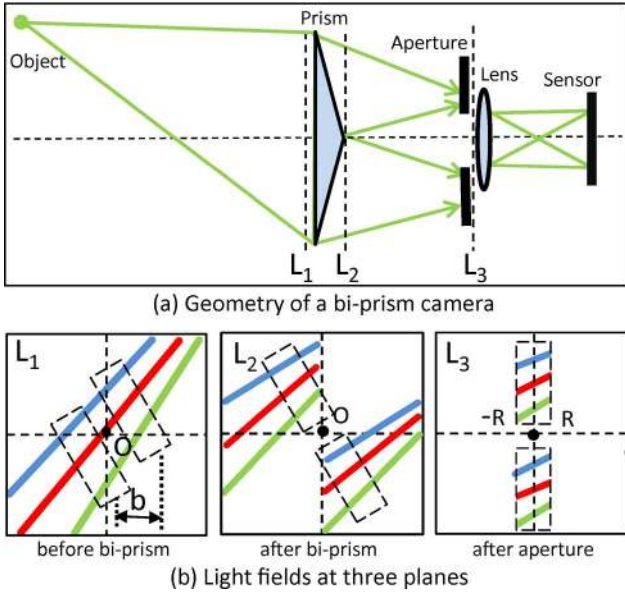 Prism
Aperture
Object
Lens
Sensor
L1
L2
L3
(a) Geometry of a bi-prism camera
L1
L2
L3
O
O
-R
R
b
before bi-prism
after bi-prism
after aperture
(b) Light fields at three planes